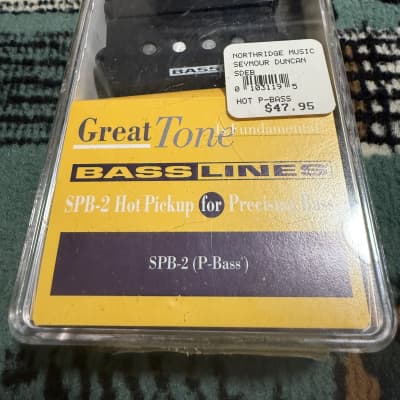 BASS
NORTHRIDGE MUSIC
SEYMOUR DUNCAN
SDEB
0 103119 5
HOT P-BASS
$47.95
Great Tone Fundamentals
BASSLINES
SPB-2 Hot Pickup for Precision Bass
SPB-2 (P-Bass®)